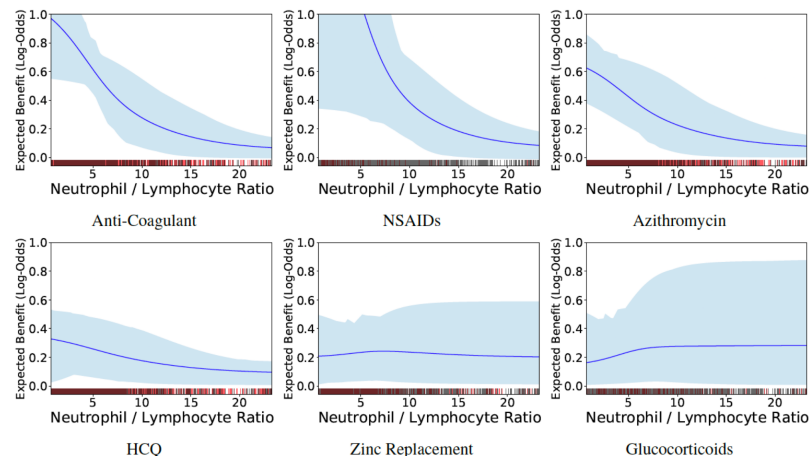 Expected Benefit (Log-Odds)
1.0
0.8
0.6
0.4
0.2
0.0
5 10 15 20
Neutrophil / Lymphocyte Ratio
Anti-Coagulant
Expected Benefit (Log-Odds)
1.0
0.8
0.6
0.4
0.2
0.0
5 10 15 20
Neutrophil / Lymphocyte Ratio
NSAIDs
Expected Benefit (Log-Odds)
1.0
0.8
0.6
0.4
0.2
0.0
5 10 15 20
Neutrophil / Lymphocyte Ratio
Azithromycin
Expected Benefit (Log-Odds)
1.0
0.8
0.6
0.4
0.2
0.0
5 10 15 20
Neutrophil / Lymphocyte Ratio
HCQ
Expected Benefit (Log-Odds)
1.0
0.8
0.6
0.4
0.2
0.0
5 10 15 20
Neutrophil / Lymphocyte Ratio
Zinc Replacement
Expected Benefit (Log-Odds)
1.0
0.8
0.6
0.4
0.2
0.0
5 10 15 20
Neutrophil / Lymphocyte Ratio
Glucocorticoids